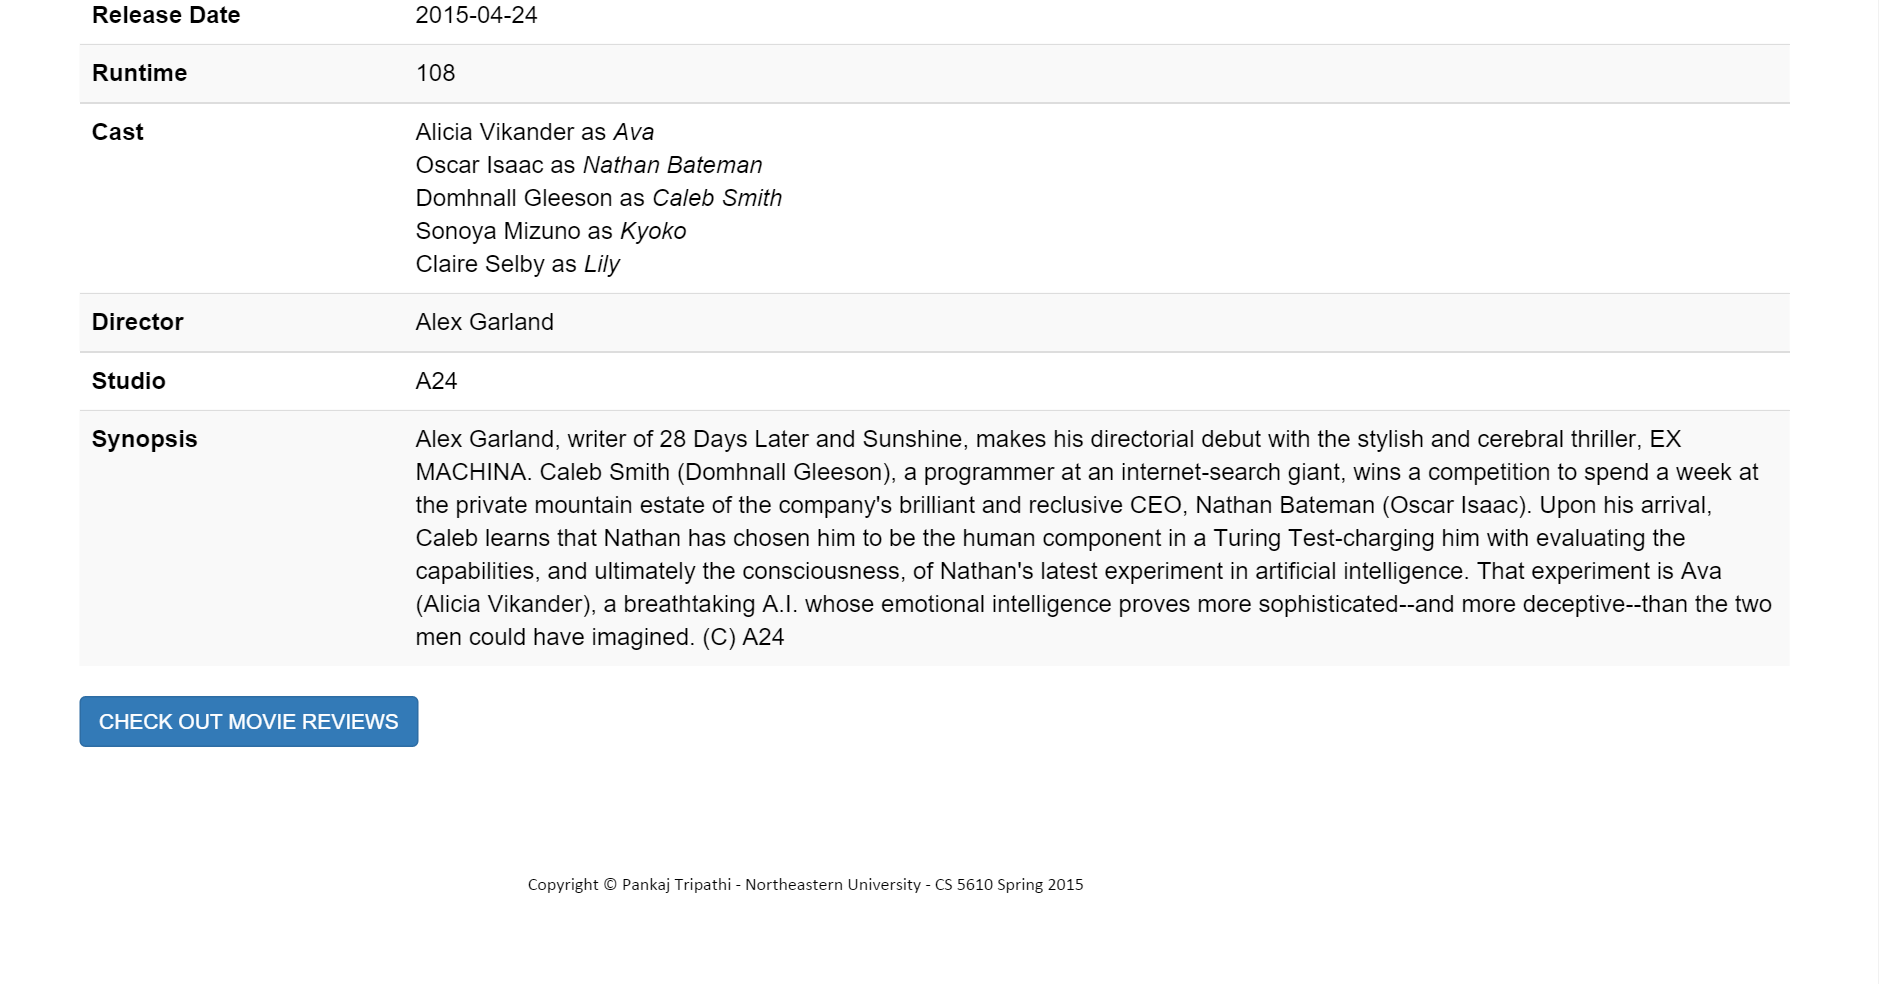 Release Date 2015-04-24
Runtime 108
Cast Alicia Vikander as Ava
Oscar Isaac as Nathan Bateman
Domhnall Gleeson as Caleb Smith
Sonoya Mizuno as Kyoko
Claire Selby as Lily
Director Alex Garland
Studio A24
Synopsis Alex Garland, writer of 28 Days Later and Sunshine, makes his directorial debut with the stylish and cerebral thriller, EX
MACHINA. Caleb Smith (Domhnall Gleeson), a programmer at an internet-search giant, wins a competition to spend a week at
the private mountain estate of the company's brilliant and reclusive CEO, Nathan Bateman (Oscar Isaac). Upon his arrival,
Caleb learns that Nathan has chosen him to be the human component in a Turing Test-charging him with evaluating the
capabilities, and ultimately the consciousness, of Nathan's latest experiment in artificial intelligence. That experiment is Ava
(Alicia Vikander), a breathtaking A.I. whose emotional intelligence proves more sophisticated--and more deceptive--than the two
men could have imagined. (C) A24
CHECK OUT MOVIE REVIEWS
Copyright © Pankaj Tripathi - Northeastern University - CS 5610 Spring 2015